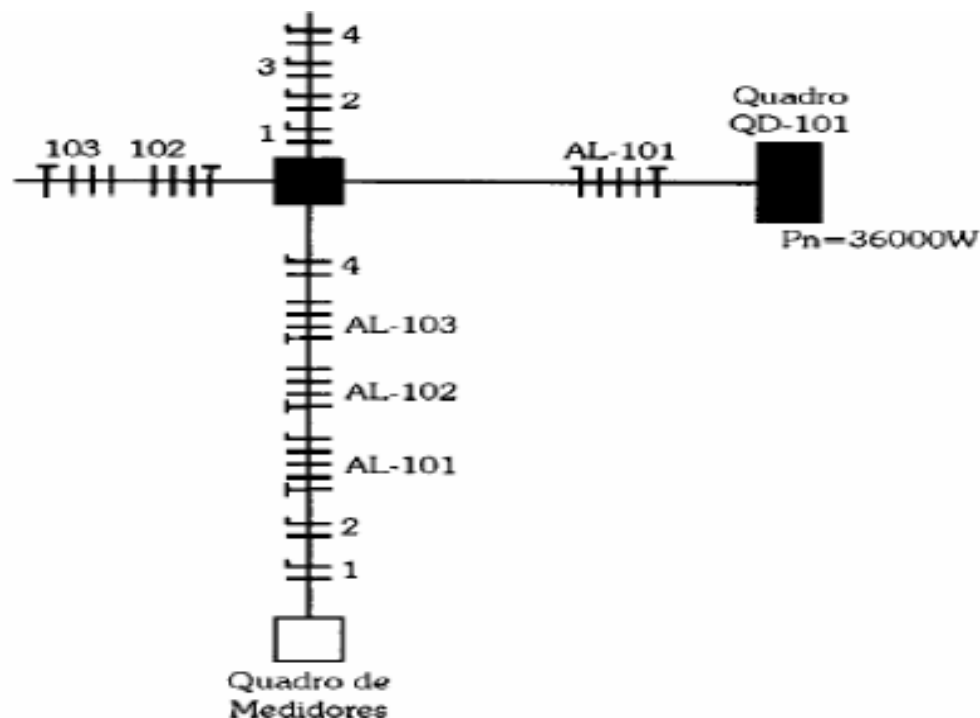 4
3
2
1
Quadro
QD-101
103 102
AL-101
Pn=36000W
4
AL-103
AL-102
AL-101
2
1
Quadro de
Medidores